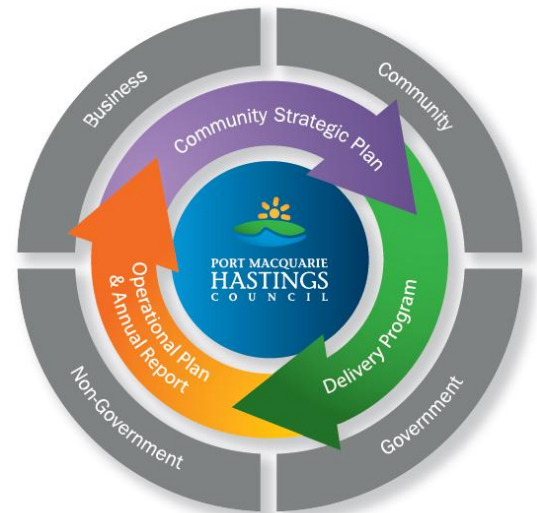 Business
Community
Community Strategic Plan
PORT MACQUARIE
HASTINGS
COUNCIL
Operational Plan
& Annual Report
Delivery Program
Non-Government
Government